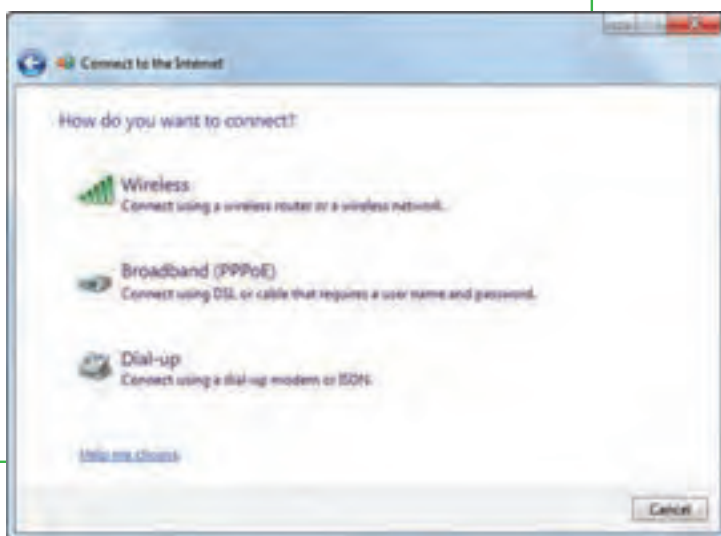 Connect to the Internet
How do you want to connect?
Wireless
Connect using a wireless router or a wireless network.
Broadband (PPPoE)
Connect using DSL or cable that requires a user name and password.
Dial-up
Connect using a dial-up modem or ISDN.
Help me choose
Cancel